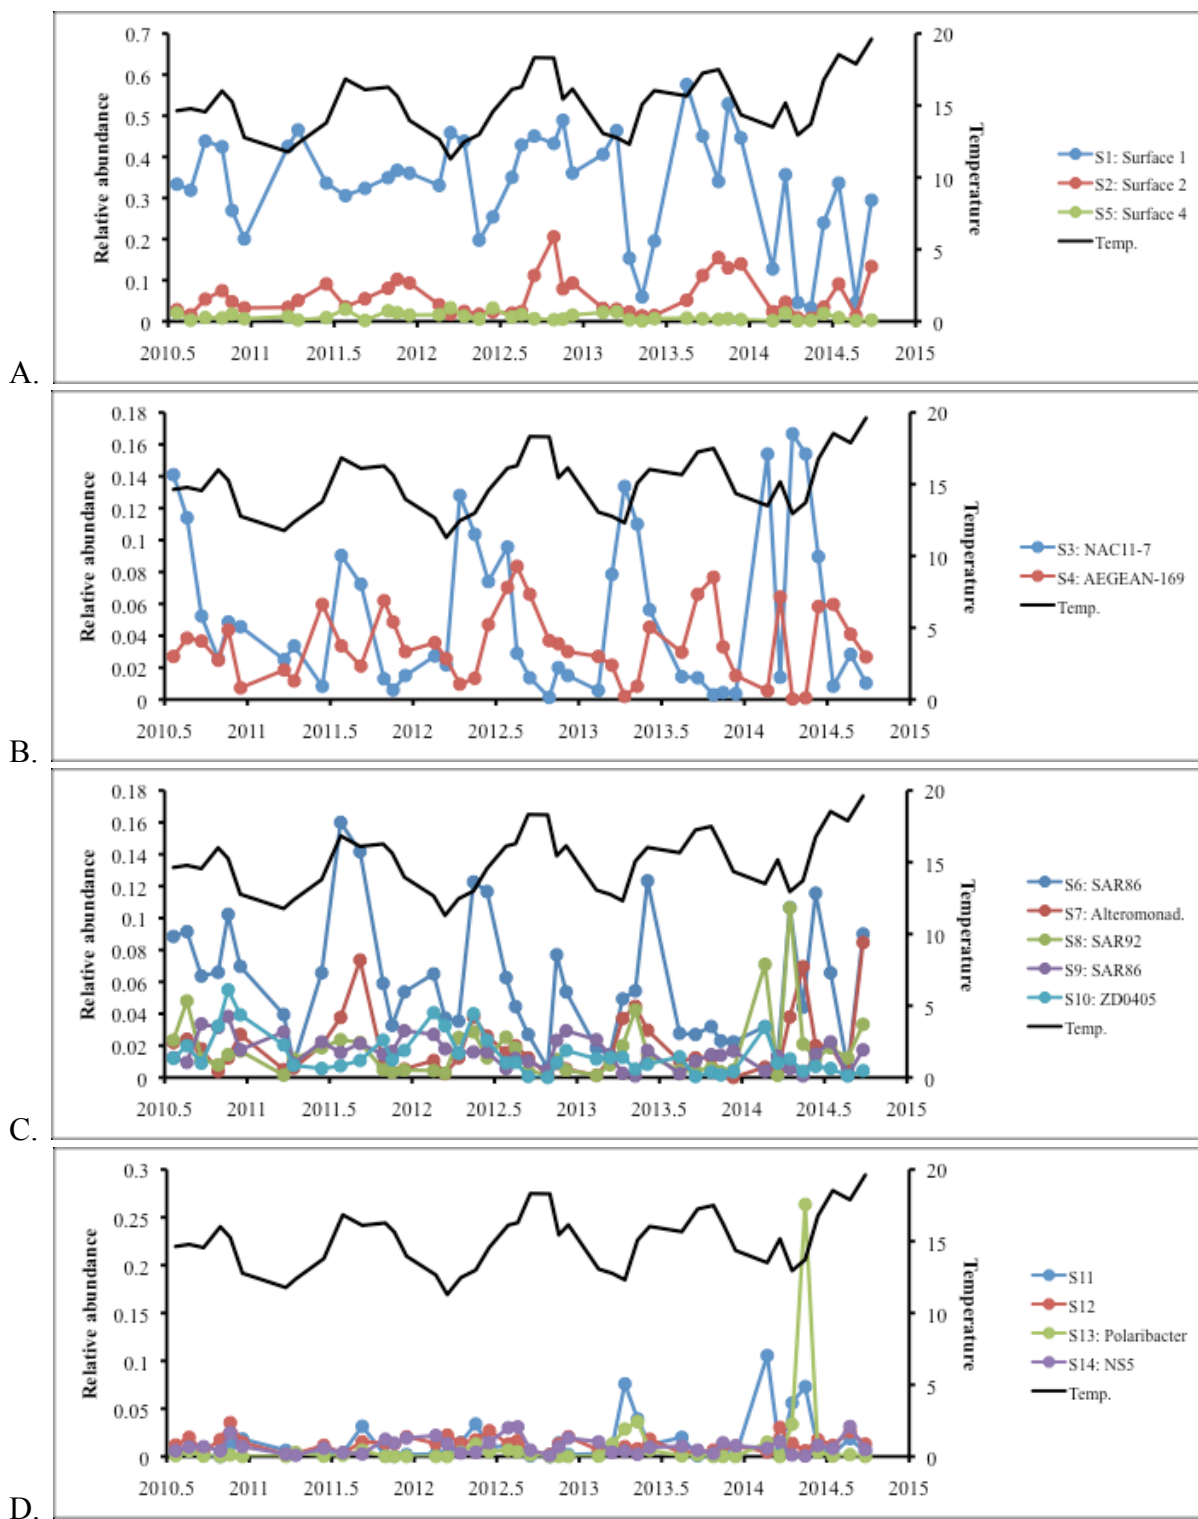 0.7 20
0.6
0.5 15
0.4
Relative abundance
0.3 10
0.2 5
0.1
0 0
Temperature
2010.5 2011 2011.5 2012 2012.5 2013 2013.5 2014 2014.5 2015
S1: Surface 1
S2: Surface 2
S5: Surface 4
Temp.
A.
0.18 20
0.16
0.14 15
0.12
0.1 10
Relative abundance
0.08
0.06 5
0.04
0.02
0 0
Temperature
2010.5 2011 2011.5 2012 2012.5 2013 2013.5 2014 2014.5 2015
S3: NAC11-7
S4: AEGEAN-169
Temp.
B.
0.18 20
0.16
0.14 15
0.12
0.1 10
Relative abundance
0.08
0.06 5
0.04
0.02
0 0
Temperature
2010.5 2011 2011.5 2012 2012.5 2013 2013.5 2014 2014.5 2015
S6: SAR86
S7: Alteromonad.
S8: SAR92
S9: SAR86
S10: ZD0405
Temp.
C.
0.3 20
0.25 15
0.2
Relative abundance
0.15 10
0.1 5
0.05
0 0
Temperature
2010.5 2011 2011.5 2012 2012.5 2013 2013.5 2014 2014.5 2015
S11
S12
S13: Polaribacter
S14: NS5
Temp.
D.